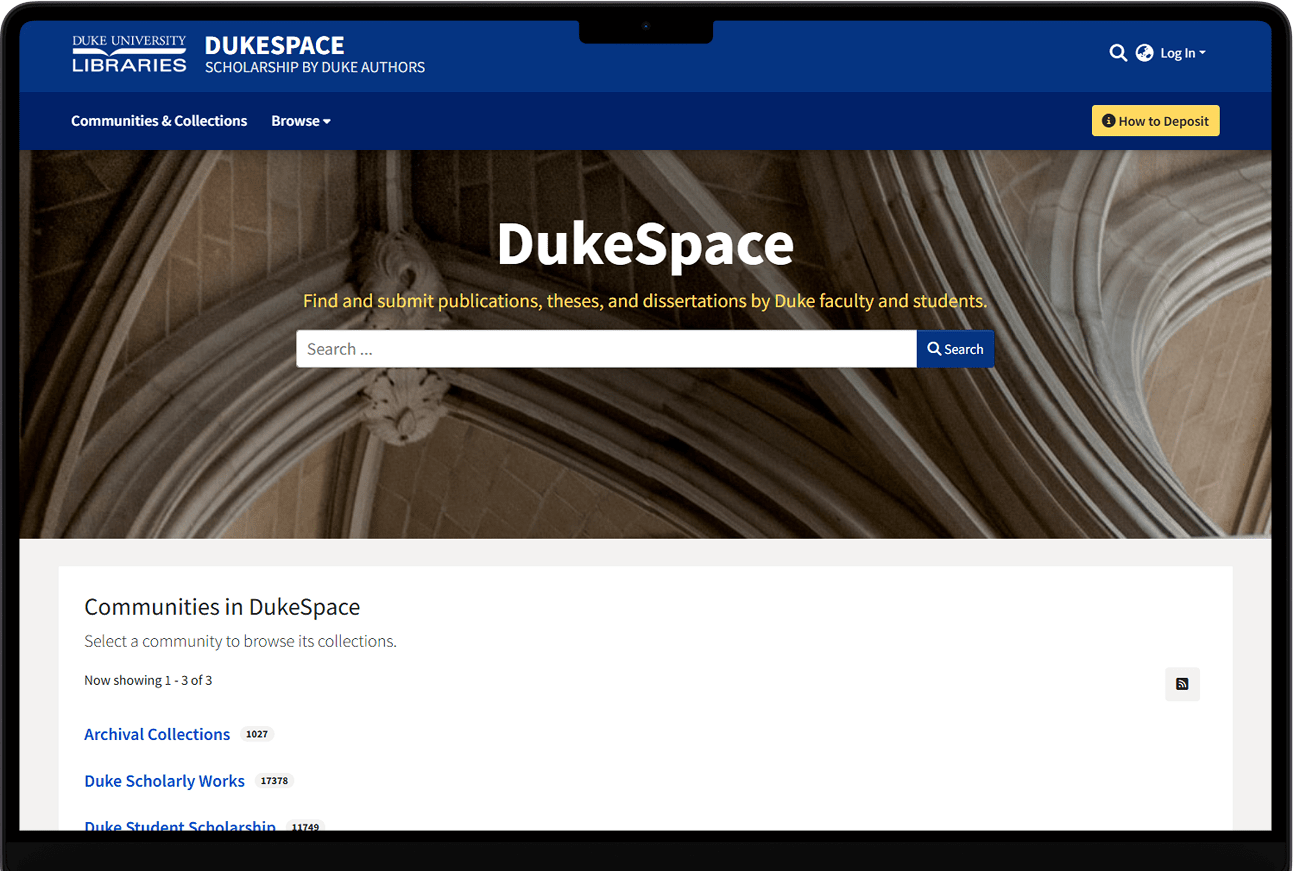 DUKE UNIVERSITY
LIBRARIES
DUKESPACE
SCHOLARSHIP BY DUKE AUTHORS
Log In
Communities & Collections
Browse
How to Deposit
DukeSpace
Find and submit publications, theses, and dissertations by Duke faculty and students.
Search ...
Search
Communities in DukeSpace
Select a community to browse its collections.
Now showing 1 - 3 of 3
Archival Collections 1027
Duke Scholarly Works 17378
Duke Student Scholarship 11749